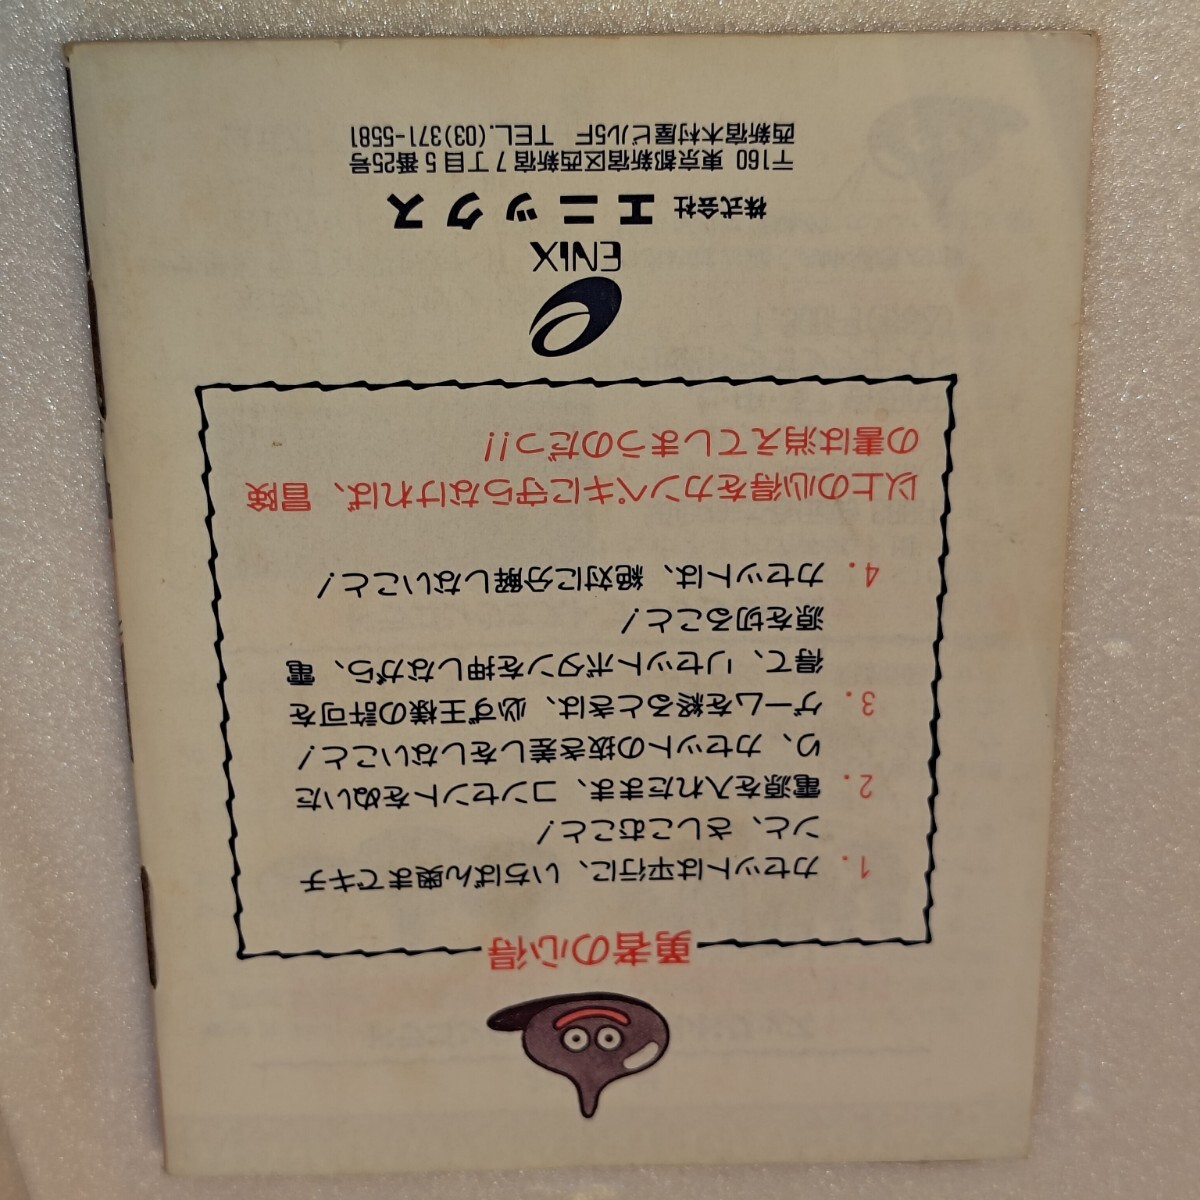 勇者の心得
1. カセットは平行に、いちばん奥までキチ
ンと、さしこむこと!
2. 電源を入れたまま、コンセントをぬいた
り、カセットの抜き差しをしないこと!
3. ゲームを終るときは、必ず王様の許可を
得て、リセットボタンを押しながら、電
源を切ること!
4. カセットは、絶対に分解しないこと!
以上の心得をカンペキに守らなければ、冒険
の書は消えてしまうのだっ!!
e
ENIX
株式会社 エニックス
〒160 東京都新宿区西新宿7丁目5番25号
西新宿木村屋ビル5F TEL.(03)371-5581